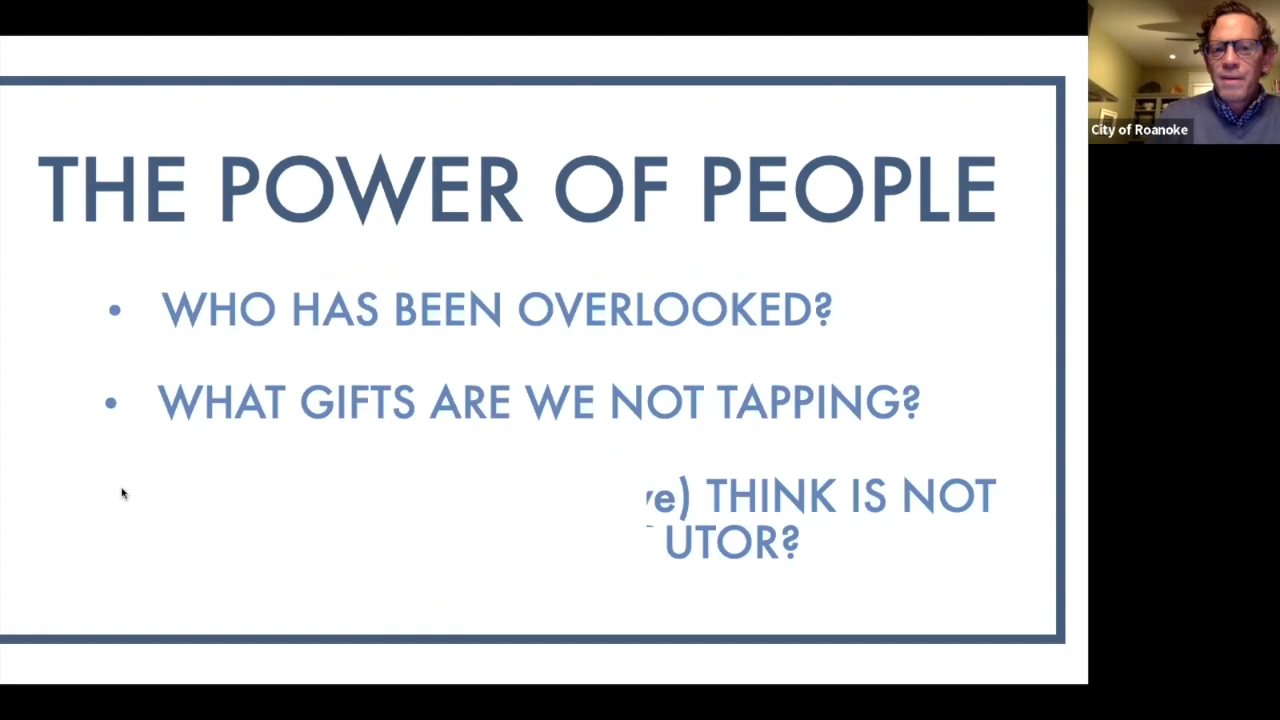 THE POWER OF PEOPLE
City of Roanoke
• WHO HAS BEEN OVERLOOKED?
• WHAT GIFTS ARE WE NOT TAPPING?
THINK IS NOT